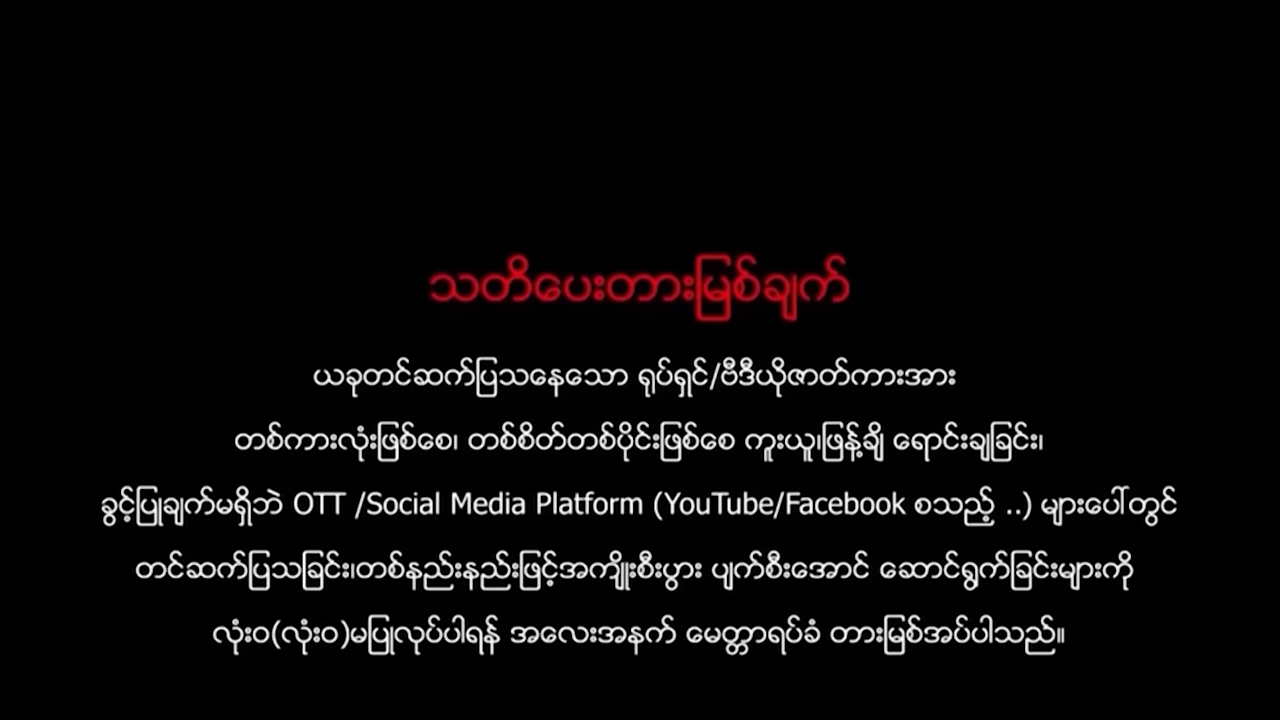 သတိပေးတားမြစ်ချက်
ယခုတင်ဆက်ပြသနေသော ရုပ်ရှင်/ဗီဒီယိုဇာတ်ကားအား
တစ်ကားလုံးဖြစ်စေ၊ တစ်စိတ်တစ်ပိုင်းဖြစ်စေ ကူးယူ၊ဖြန့်ချိ ရောင်းချခြင်း၊
ခွင့်ပြုချက်မရှိဘဲ OTT /Social Media Platform (YouTube/Facebook စသည့် ..) များပေါ်တွင်
တင်ဆက်ပြသခြင်း၊တစ်နည်းနည်းဖြင့်အကျိုးစီးပွား ပျက်စီးအောင် ဆောင်ရွက်ခြင်းများကို
လုံးဝ(လုံးဝ)မပြုလုပ်ပါရန် အလေးအနက် မေတ္တာရပ်ခံ တားမြစ်အပ်ပါသည်။